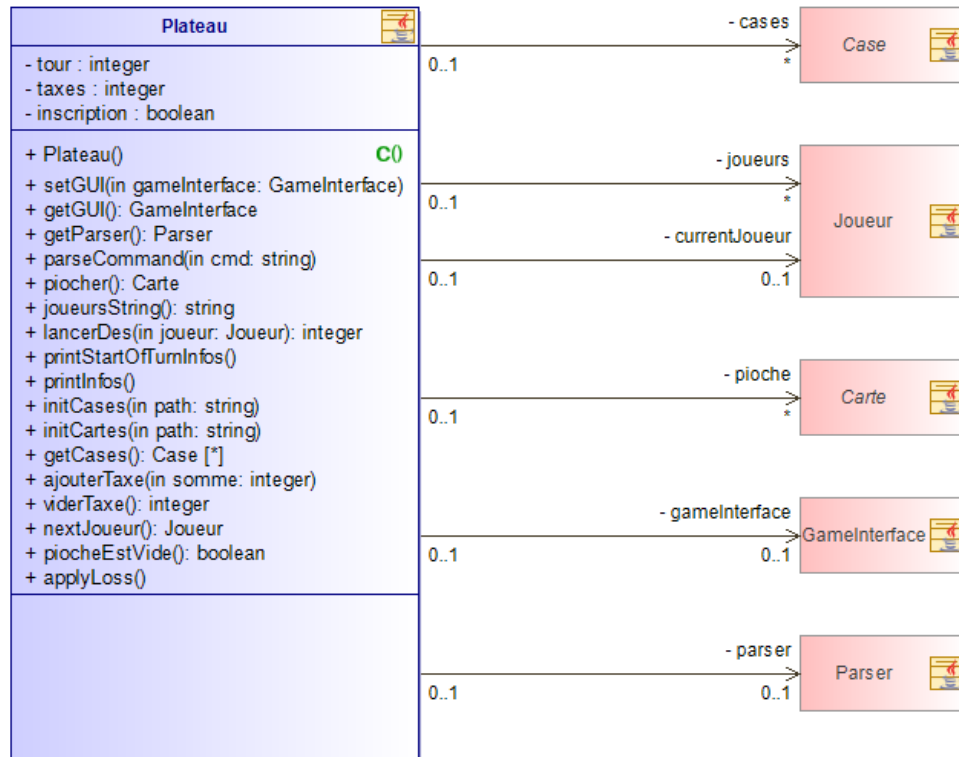 Plateau
- tour : integer
- taxes : integer
- inscription : boolean
+ Plateau() C()
+ setGUI(in gameInterface: GameInterface)
+ getGUI(): GameInterface
+ getParser(): Parser
+ parseCommand(in cmd: string)
+ piocher(): Carte
+ joueursString(): string
+ lancerDes(in joueur: Joueur): integer
+ printStartOfTurnInfos()
+ printInfos()
+ initCases(in path: string)
+ initCartes(in path: string)
+ getCases(): Case [*]
+ ajouterTaxe(in somme: integer)
+ viderTaxe(): integer
+ nextJoueur(): Joueur
+ piocheEstVide(): boolean
+ applyLoss()
- cases
0..1 *
Case
- joueurs
0..1 *
- currentJoueur
0..1 0..1
Joueur
- pioche
0..1 *
Carte
- gameInterface
0..1 0..1
GameInterface
- parser
0..1 0..1
Parser